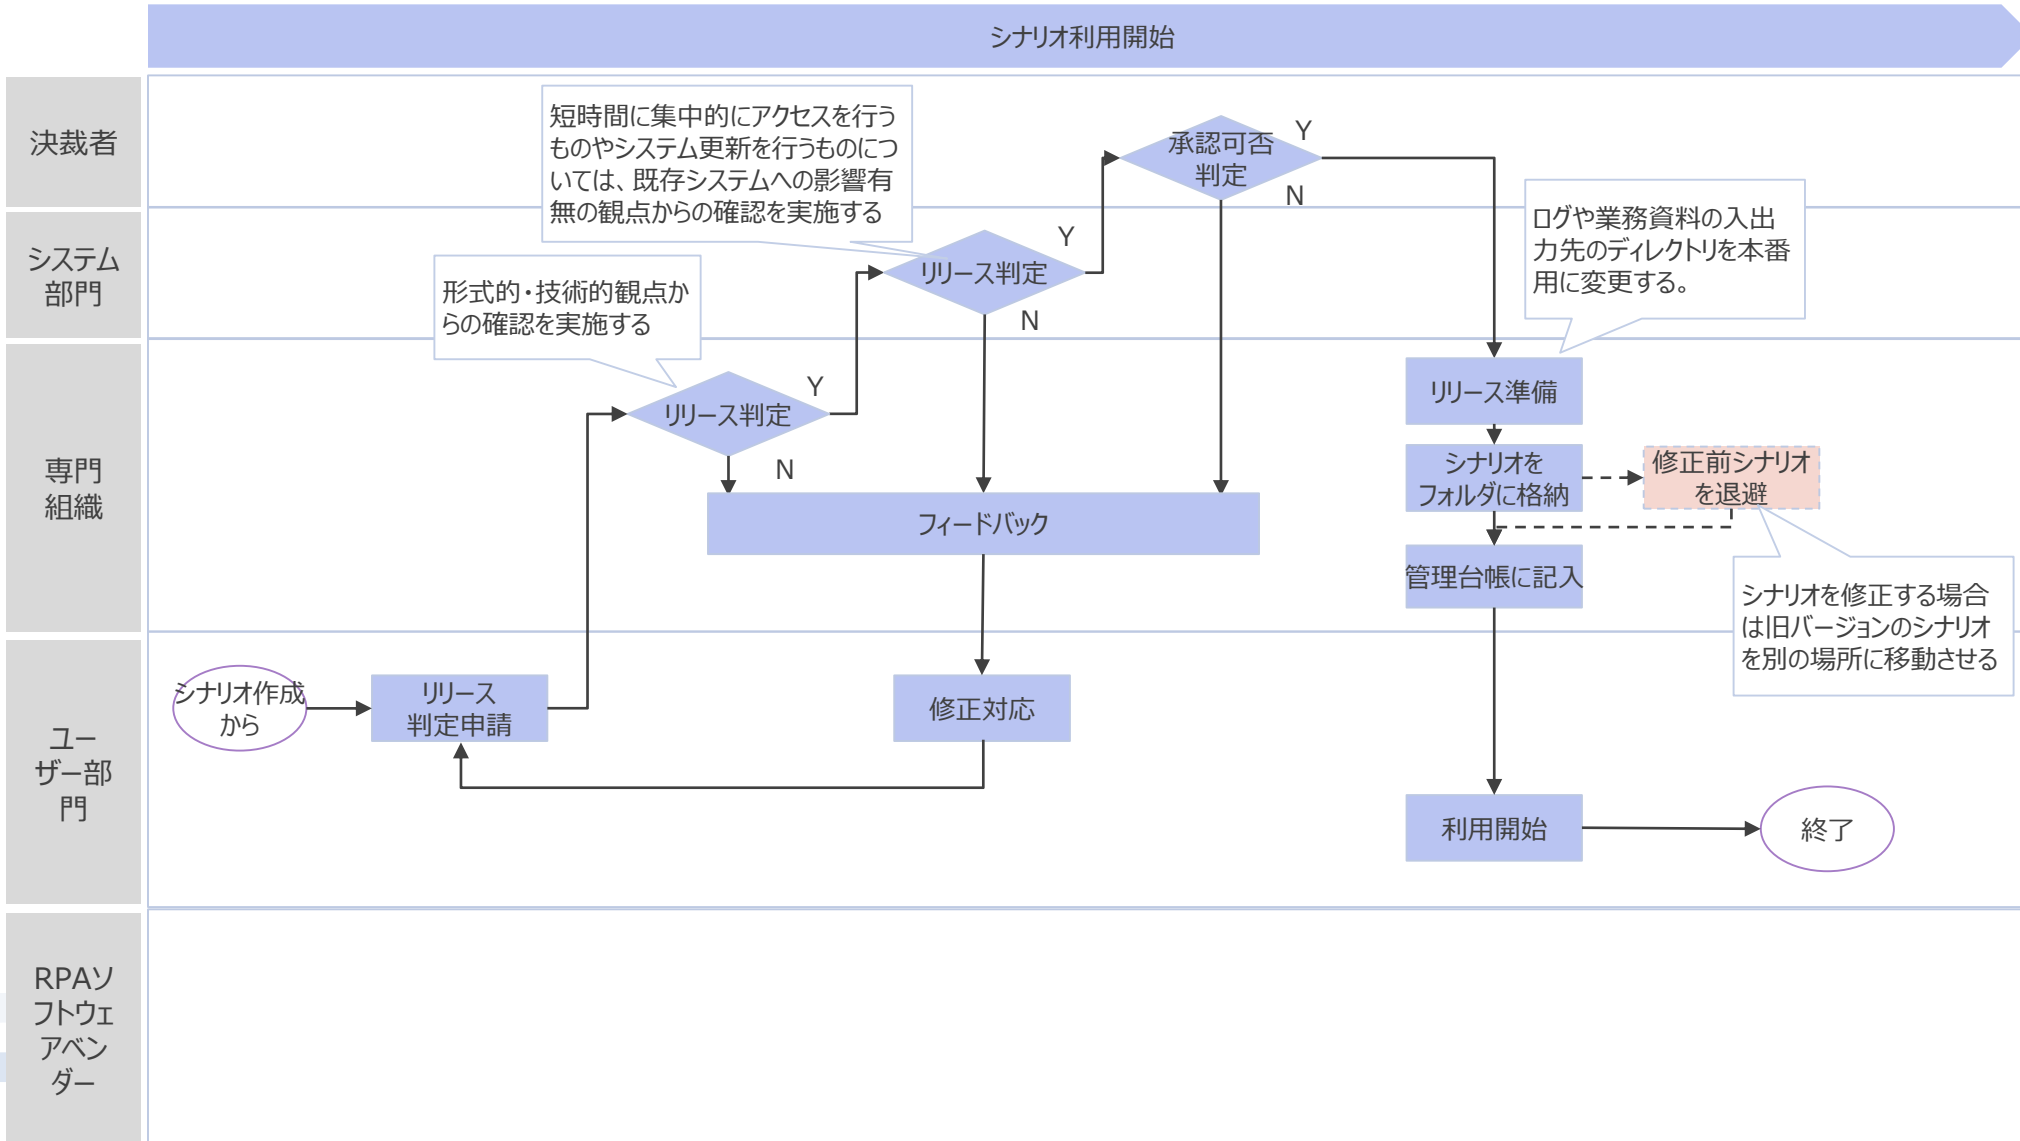 シナリオ利用開始
決裁者
短時間に集中的にアクセスを行う
ものやシステム更新を行うものにつ
いては、既存システムへの影響有
無の観点からの確認を実施する
承認可否
判定
Y
N
システム
部門
形式的・技術的観点か
らの確認を実施する
リリース判定
Y
N
ログや業務資料の入出
力先のディレクトリを本番
用に変更する。
専門
組織
リリース判定
Y
N
フィードバック
リリース準備
シナリオを
フォルダに格納
修正前シナリオ
を退避
管理台帳に記入
シナリオを修正する場合
は旧バージョンのシナリオ
を別の場所に移動させる
ユー
ザー部
門
シナリオ作成
から
リリース
判定申請
修正対応
利用開始
終了
RPAソ
フトウェ
アベン
ダー